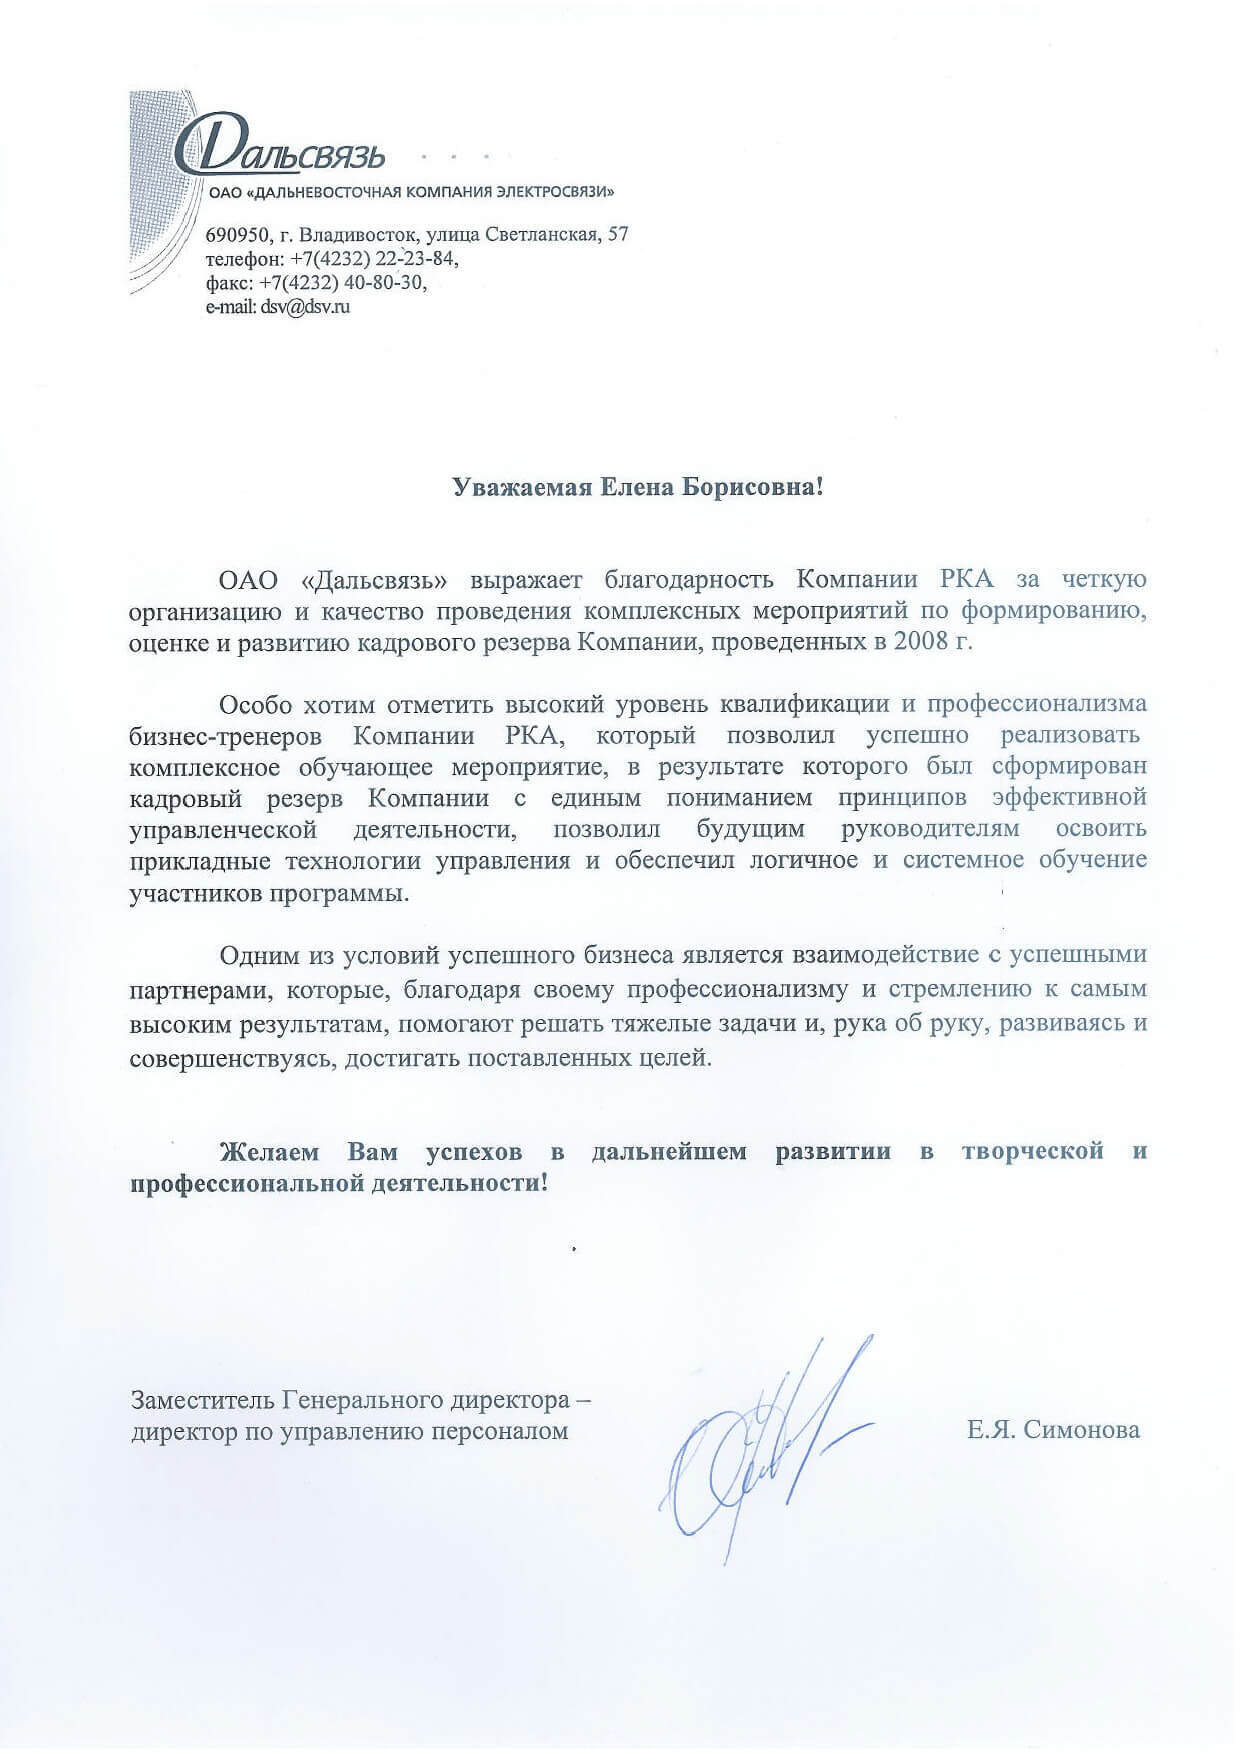 Дальсвязь
ОАО «ДАЛЬНЕВОСТОЧНАЯ КОМПАНИЯ ЭЛЕКТРОСВЯЗИ»
690950, г. Владивосток, улица Светланская, 57
телефон: +7(4232) 22-23-84,
факс: +7(4232) 40-80-30,
e-mail: dsv@dsv.ru
Уважаемая Елена Борисовна!
ОАО «Дальсвязь» выражает благодарность Компании РКА за четкую
организацию и качество проведения комплексных мероприятий по формированию,
оценке и развитию кадрового резерва Компании, проведенных в 2008 г.
Особо хотим отметить высокий уровень квалификации и профессионализма
бизнес-тренеров Компании РКА, который позволил успешно реализовать
комплексное обучающее мероприятие, в результате которого был сформирован
кадровый резерв Компании с единым пониманием принципов эффективной
управленческой деятельности, позволил будущим руководителям освоить
прикладные технологии управления и обеспечил логичное и системное обучение
участников программы.
Одним из условий успешного бизнеса является взаимодействие с успешными
партнерами, которые, благодаря своему профессионализму и стремлению к самым
высоким результатам, помогают решать тяжелые задачи и, рука об руку, развиваясь и
совершенствуясь, достигать поставленных целей.
Желаем Вам успехов в дальнейшем развитии в творческой и
профессиональной деятельности!
Заместитель Генерального директора –
директор по управлению персоналом
Е.Я. Симонова